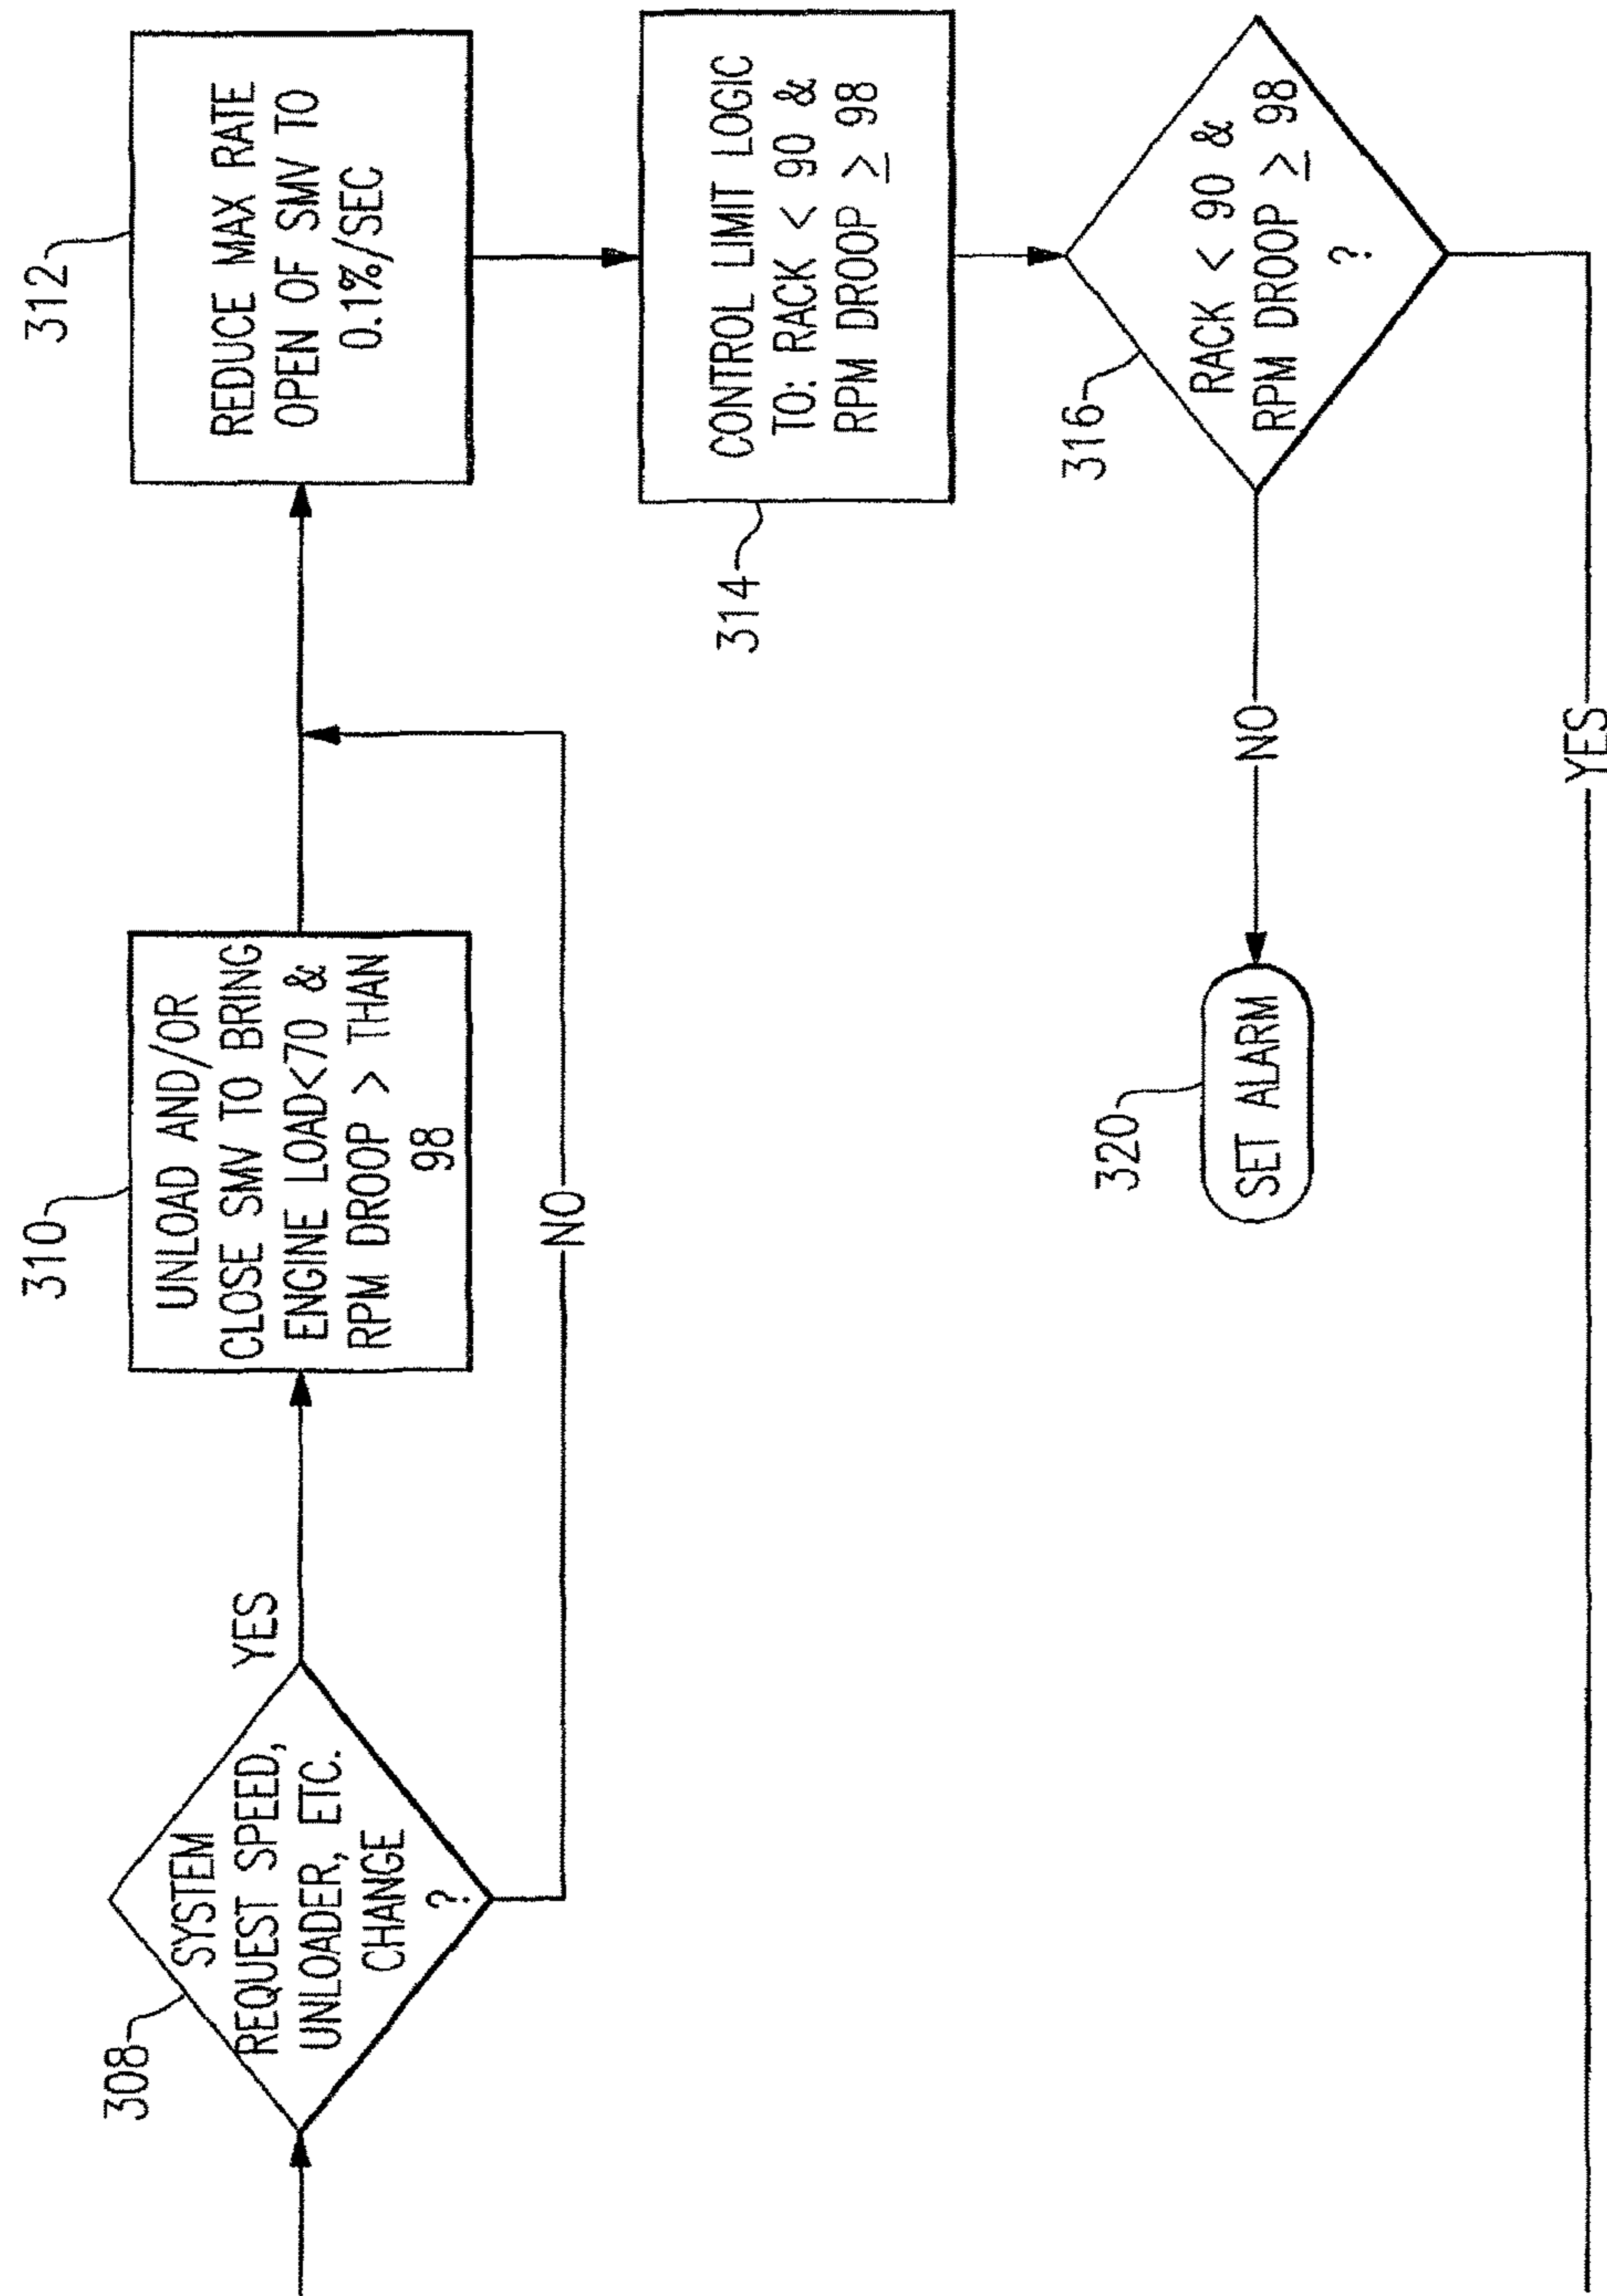 308
SYSTEM
REQUEST SPEED,
UNLOADER, ETC.
CHANGE
?
YES
NO
310
UNLOAD AND/OR
CLOSE SMV TO BRING
ENGINE LOAD<70 &
RPM DROOP > THAN
98
312
REDUCE MAX RATE
OPEN OF SMV TO
0.1%/SEC
314
CONTROL LIMIT LOGIC
TO: RACK < 90 &
RPM DROOP ≥ 98
316
RACK < 90 &
RPM DROOP ≥ 98
?
NO
320
SET ALARM
YES